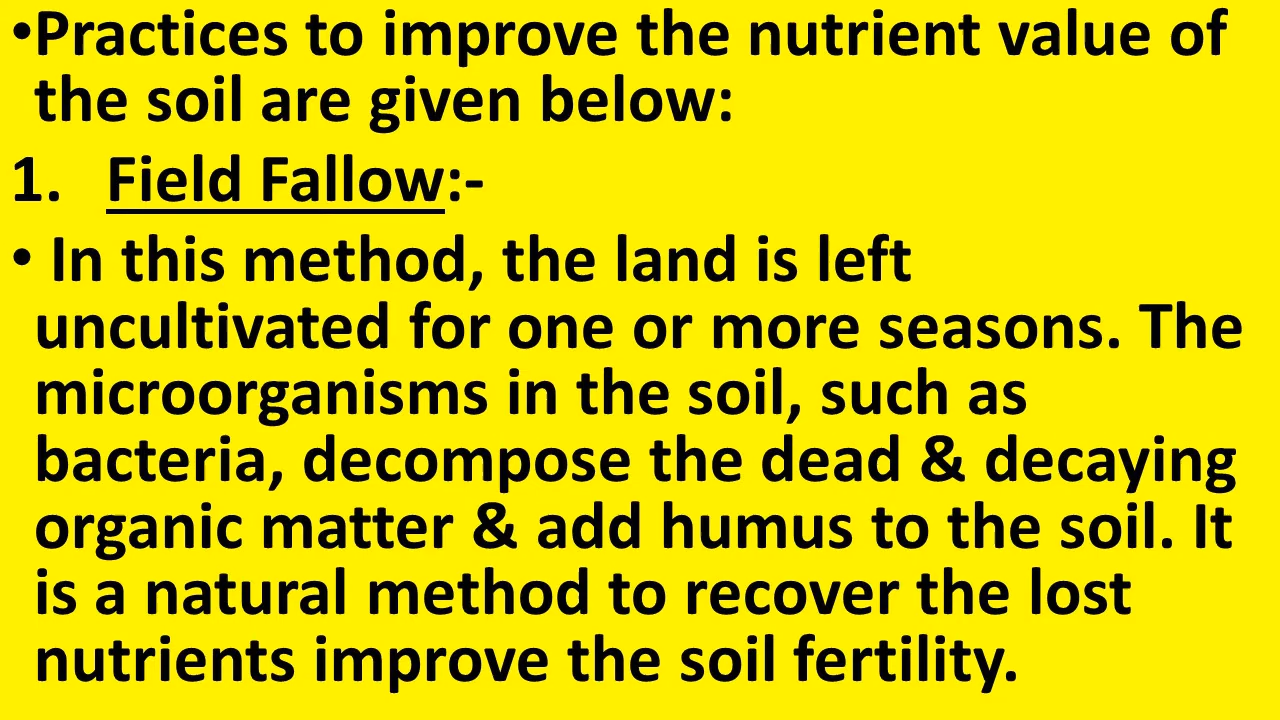 •Practices to improve the nutrient value of
the soil are given below:
1. Field Fallow:-
• In this method, the land is left
uncultivated for one or more seasons. The
microorganisms in the soil, such as
bacteria, decompose the dead & decaying
organic matter & add humus to the soil. It
is a natural method to recover the lost
nutrients improve the soil fertility.